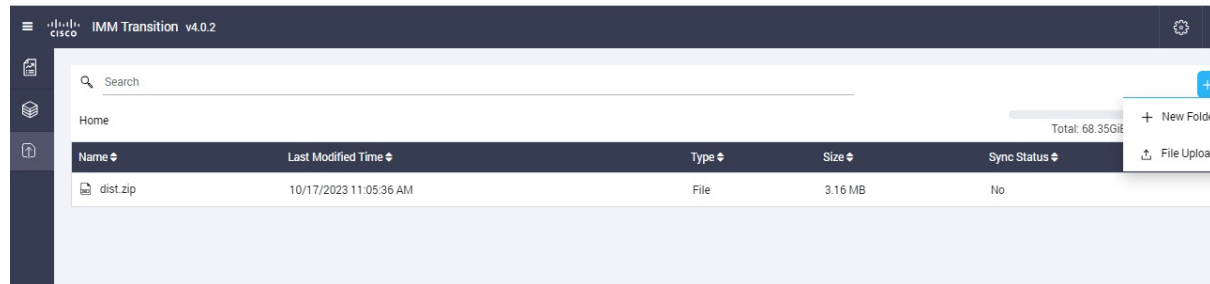 cisco IMM Transition v4.0.2
Search
+
Home
Total: 68.35GiB
+ New Folde
File Uploa
Name Last Modified Time Type Size Sync Status
dist.zip 10/17/2023 11:05:36 AM File 3.16 MB No